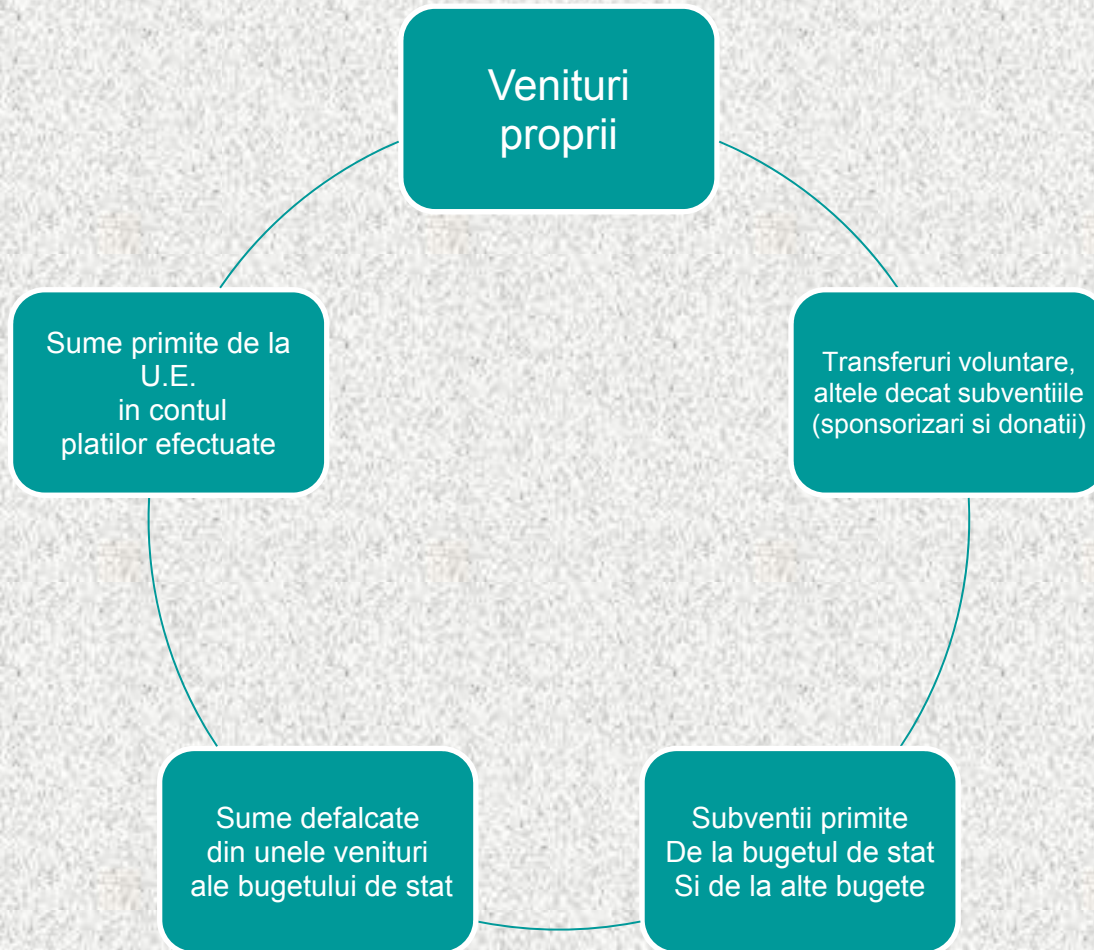 Venituri
proprii
Sume primite de la
U.E.
in contul
platilor efectuate
Transferuri voluntare,
altele decat subventiile
(sponsorizari si donatii)
Sume defalcate
din unele venituri
ale bugetului de stat
Subventii primite
De la bugetul de stat
Si de la alte bugete